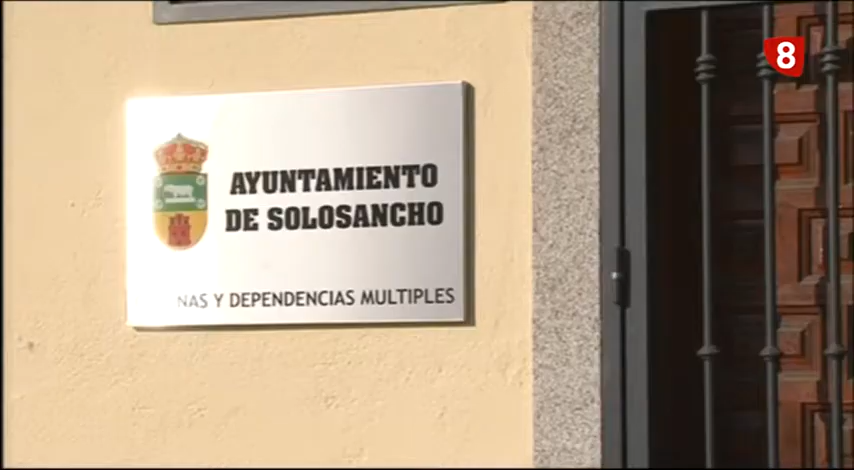 8
AYUNTAMIENTO
DE SOLOSANCHO
NAS Y DEPENDENCIAS MULTIPLES